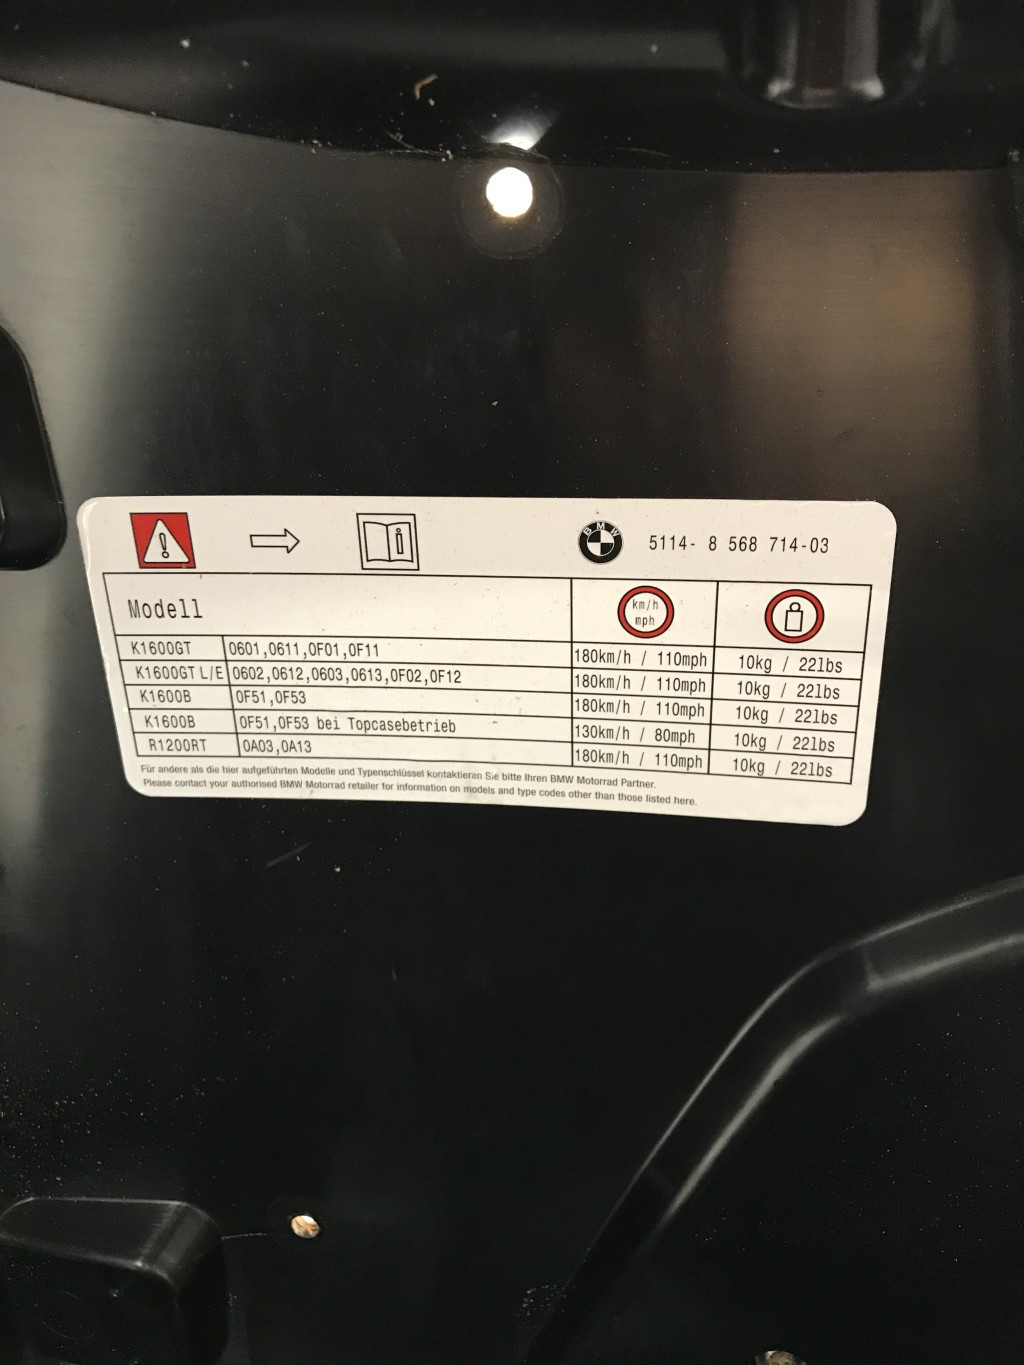 BMW 5114- 8 568 714-03
Modell km/h mph
K1600GT 0601,0611,0F01,0F11 180km/h / 110mph 10kg / 22lbs
K1600GT L/E 0602,0612,0603,0613,0F02,0F12 180km/h / 110mph 10kg / 22lbs
K1600B 0F51,0F53 180km/h / 110mph 10kg / 22lbs
K1600B 0F51,0F53 bei Topcasebetrieb 130km/h / 80mph 10kg / 22lbs
R1200RT 0A03,0A13 180km/h / 110mph 10kg / 22lbs
Für andere als die hier aufgeführten Modelle und Typenschlüssel kontaktieren Sie bitte Ihren BMW Motorrad Partner.
Please contact your authorised BMW Motorrad retailer for information on models and type codes other than those listed here.